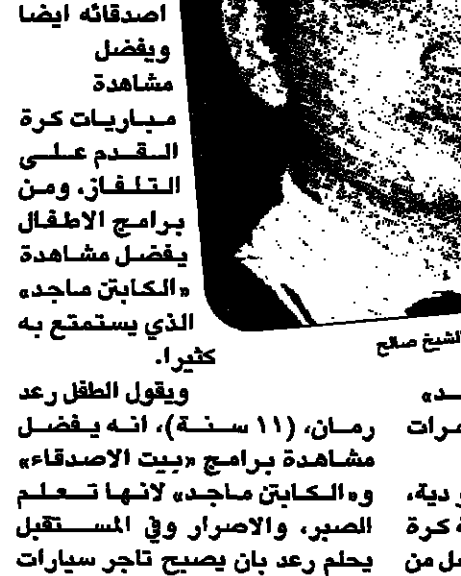 اصدقائه ايضا
ويفضل
مشاهدة
مباريات كرة
القدم على
التلفاز، ومن
برامج الاطفال
يفضل مشاهدة
«الكابتن ماجد»
الذي يستمتع به
كثيرا.
ويقول الطفل رعد
رمان، (١١ سنة)، انه يفضل
مشاهدة برامج «بيت الاصدقاء»
و«الكابتن ماجد» لانها تعلم
الصبر، والاصرار وفي المستقبل
يحلم رعد بان يصبح تاجر سيارات
الشيخ صالح
كرة
من